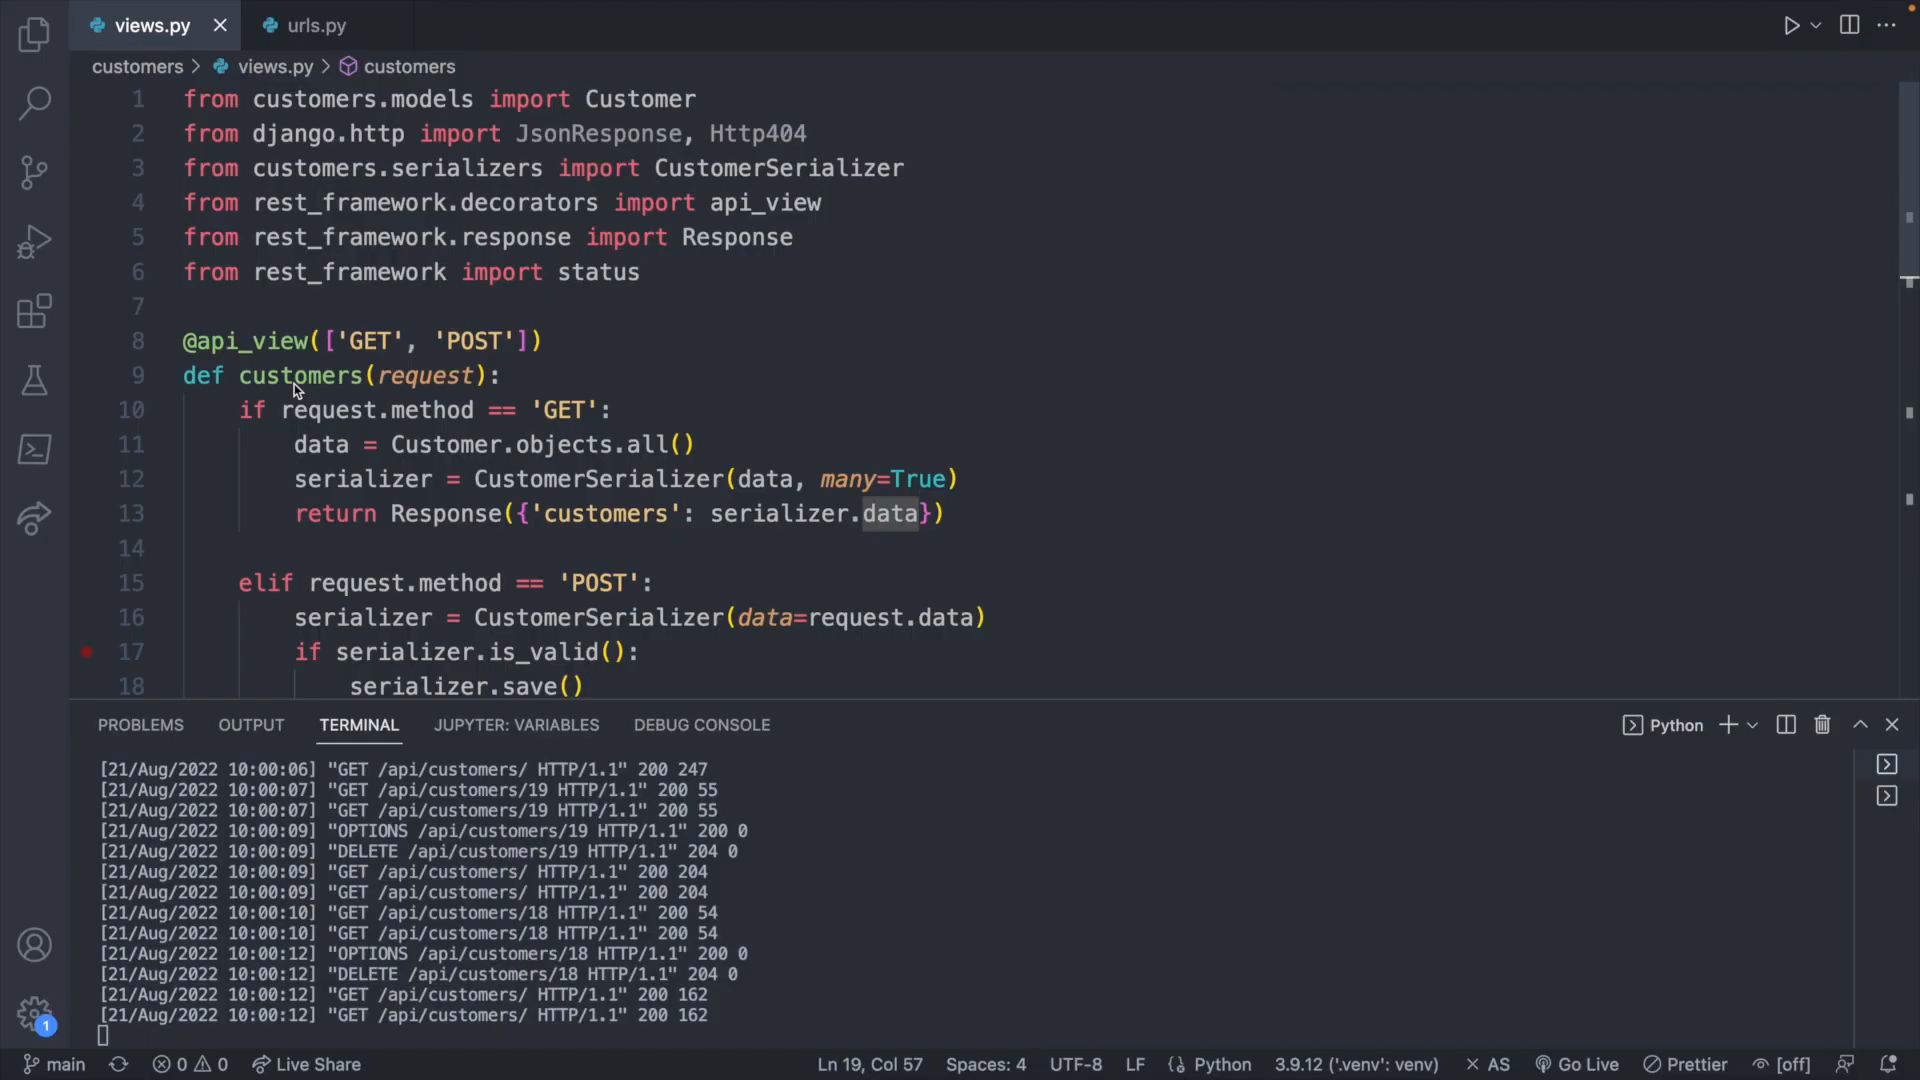 views.py
urls.py
customers > views.py > customers
1 from customers.models import Customer
2 from django.http import JsonResponse, Http404
3 from customers.serializers import CustomerSerializer
4 from rest_framework.decorators import api_view
5 from rest_framework.response import Response
6 from rest_framework import status
7
8 @api_view(['GET', 'POST'])
9 def customers(request):
10 if request.method == 'GET':
11 data = Customer.objects.all()
12 serializer = CustomerSerializer(data, many=True)
13 return Response({'customers': serializer.data})
14
15 elif request.method == 'POST':
16 serializer = CustomerSerializer(data=request.data)
17 if serializer.is_valid():
18 serializer.save()
PROBLEMS OUTPUT TERMINAL JUPYTER: VARIABLES DEBUG CONSOLE Python
[21/Aug/2022 10:00:06] "GET /api/customers/ HTTP/1.1" 200 247
[21/Aug/2022 10:00:07] "GET /api/customers/19 HTTP/1.1" 200 55
[21/Aug/2022 10:00:07] "GET /api/customers/19 HTTP/1.1" 200 55
[21/Aug/2022 10:00:09] "OPTIONS /api/customers/19 HTTP/1.1" 200 0
[21/Aug/2022 10:00:09] "DELETE /api/customers/19 HTTP/1.1" 204 0
[21/Aug/2022 10:00:09] "GET /api/customers/ HTTP/1.1" 200 204
[21/Aug/2022 10:00:09] "GET /api/customers/ HTTP/1.1" 200 204
[21/Aug/2022 10:00:10] "GET /api/customers/18 HTTP/1.1" 200 54
[21/Aug/2022 10:00:10] "GET /api/customers/18 HTTP/1.1" 200 54
[21/Aug/2022 10:00:12] "OPTIONS /api/customers/18 HTTP/1.1" 200 0
[21/Aug/2022 10:00:12] "DELETE /api/customers/18 HTTP/1.1" 204 0
[21/Aug/2022 10:00:12] "GET /api/customers/ HTTP/1.1" 200 162
[21/Aug/2022 10:00:12] "GET /api/customers/ HTTP/1.1" 200 162
1
main 0 0 Live Share Ln 19, Col 57 Spaces: 4 UTF-8 LF Python 3.9.12 ('.venv': venv) AS Go Live Prettier [off]